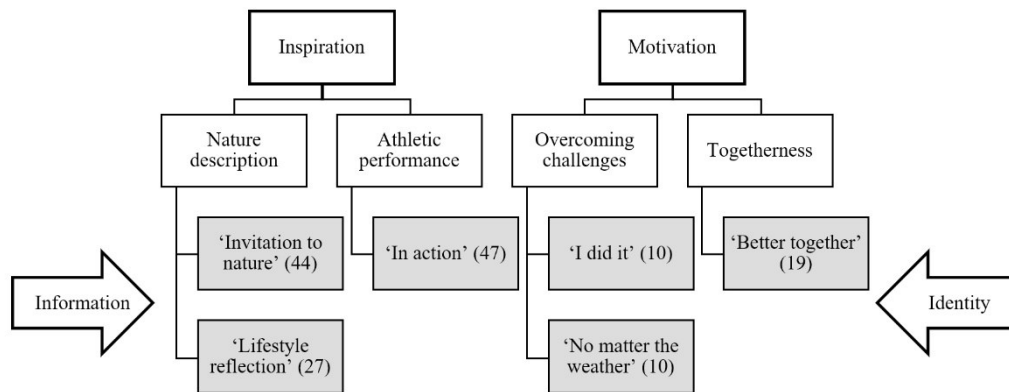 Inspiration
Motivation
Nature
description
Athletic
performance
Overcoming
challenges
Togetherness
‘Invitation to
nature’ (44)
‘In action’ (47)
‘I did it’ (10)
‘Better together’
(19)
Information
Identity
‘Lifestyle
reflection’ (27)
‘No matter the
weather’ (10)